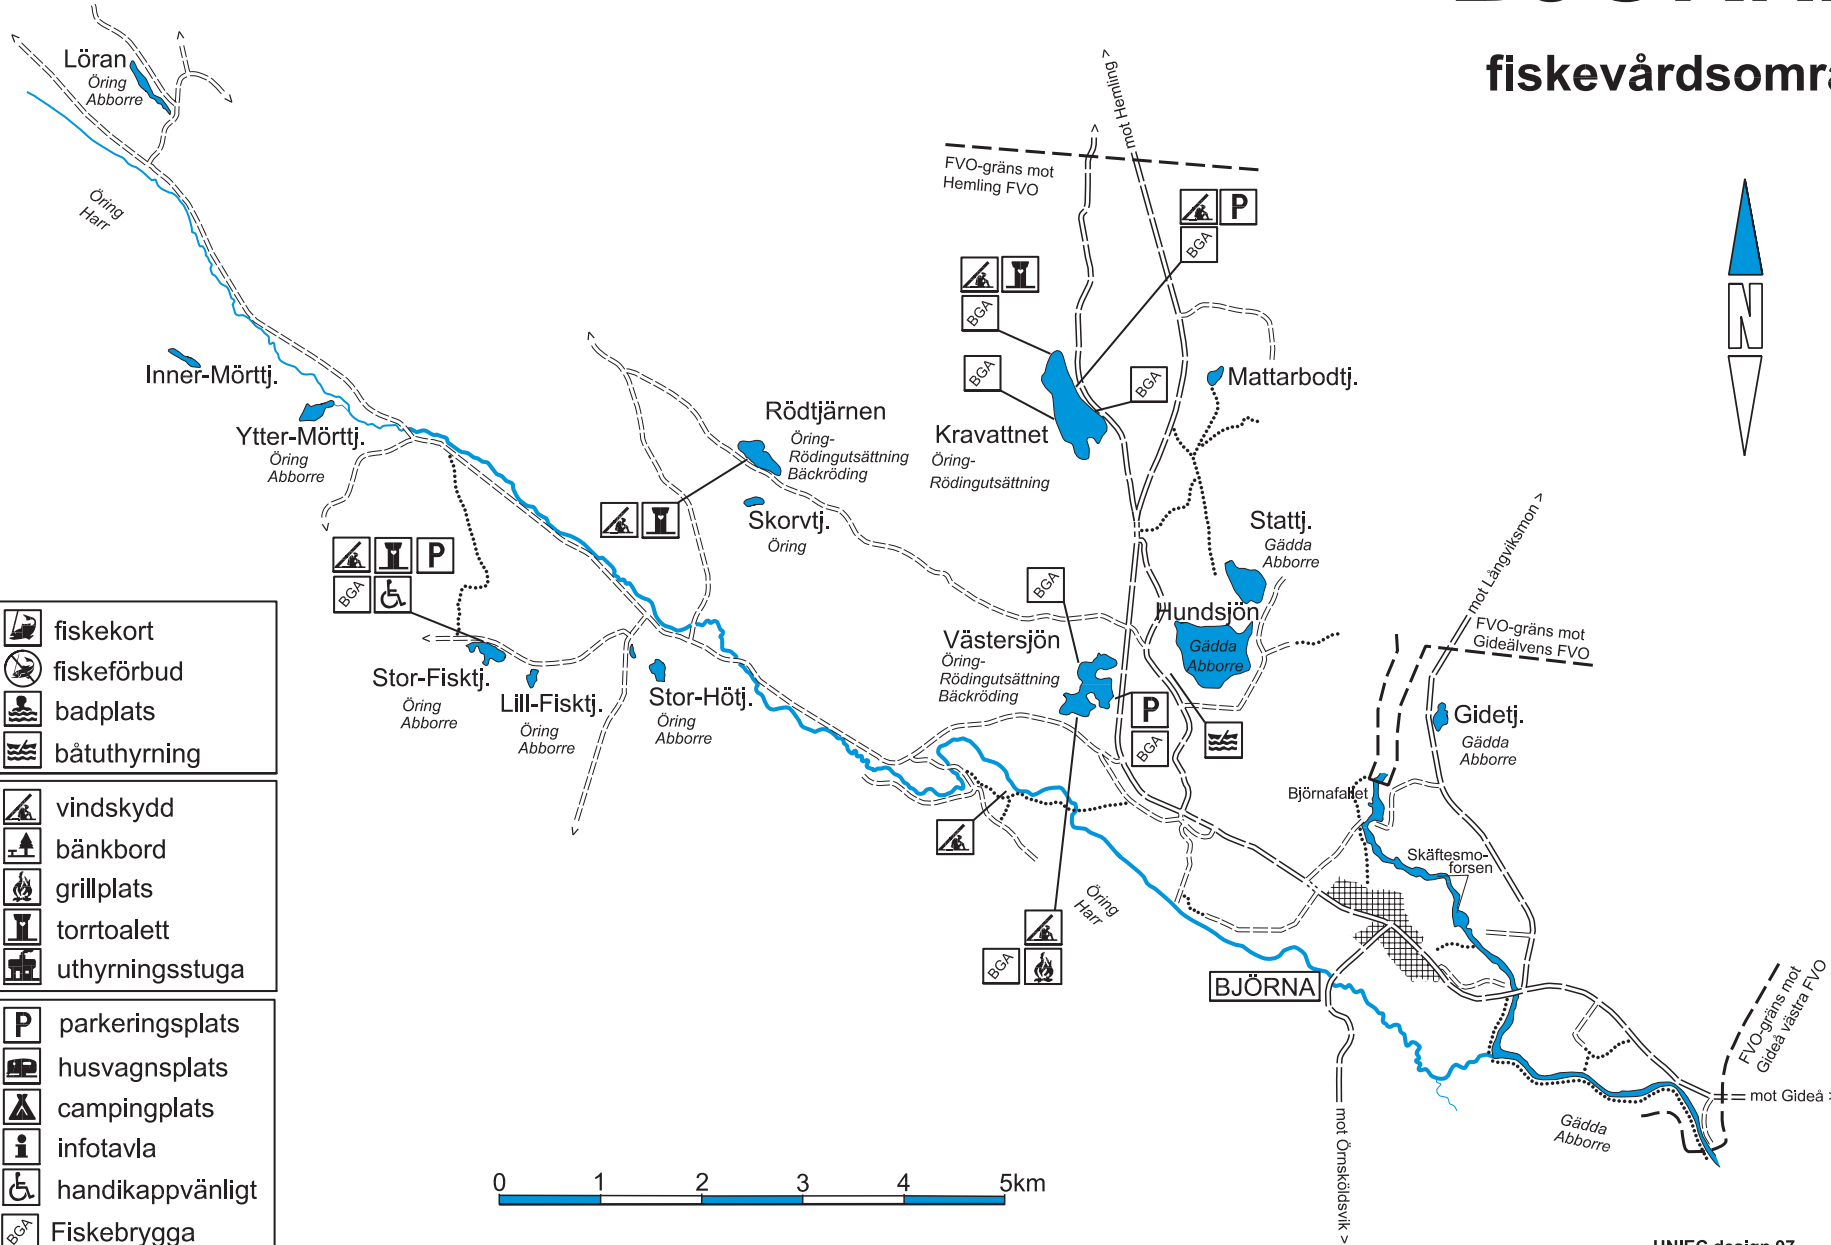 fiskevårdsområ
Löran
Öring
Abborre
Öring
Harr
Inner-Mörttj.
Ytter-Mörttj.
Öring
Abborre
Rödtjärnen
Öring-
Rödingutsättning
Bäckröding
Skorvtj.
Öring
P
BGA
Stor-Fisktj.
Öring
Abborre
Lill-Fisktj.
Öring
Abborre
Stor-Hötj.
Öring
Abborre
mot Hemling >
FVO-gräns mot
Hemling FVO
P
BGA
BGA
BGA
BGA
Kravattnet
Öring-
Rödingutsättning
Mattarbodtj.
N
Stattj.
Gädda
Abborre
Hundsjön
Gädda
Abborre
BGA
Västersjön
Öring-
Rödingutsättning
Bäckröding
P
BGA
mot Långviksmon >
FVO-gräns mot
Gideälvens FVO
Gidetj.
Gädda
Abborre
Björnafallet
Skäftesmo-
forsen
Öring
Harr
BGA
BJÖRNA
mot Örnsköldsvik >
FVO-gräns mot
Gideå västra FVO
mot Gideå >
Gädda
Abborre
fiskekort
fiskeförbud
badplats
båtuthyrning
vindskydd
bänkbord
grillplats
torrtoalett
uthyrningsstuga
P parkeringsplats
husvagnsplats
campingplats
i infotavla
handikappvänligt
BGA Fiskebrygga
0 1 2 3 4 5km